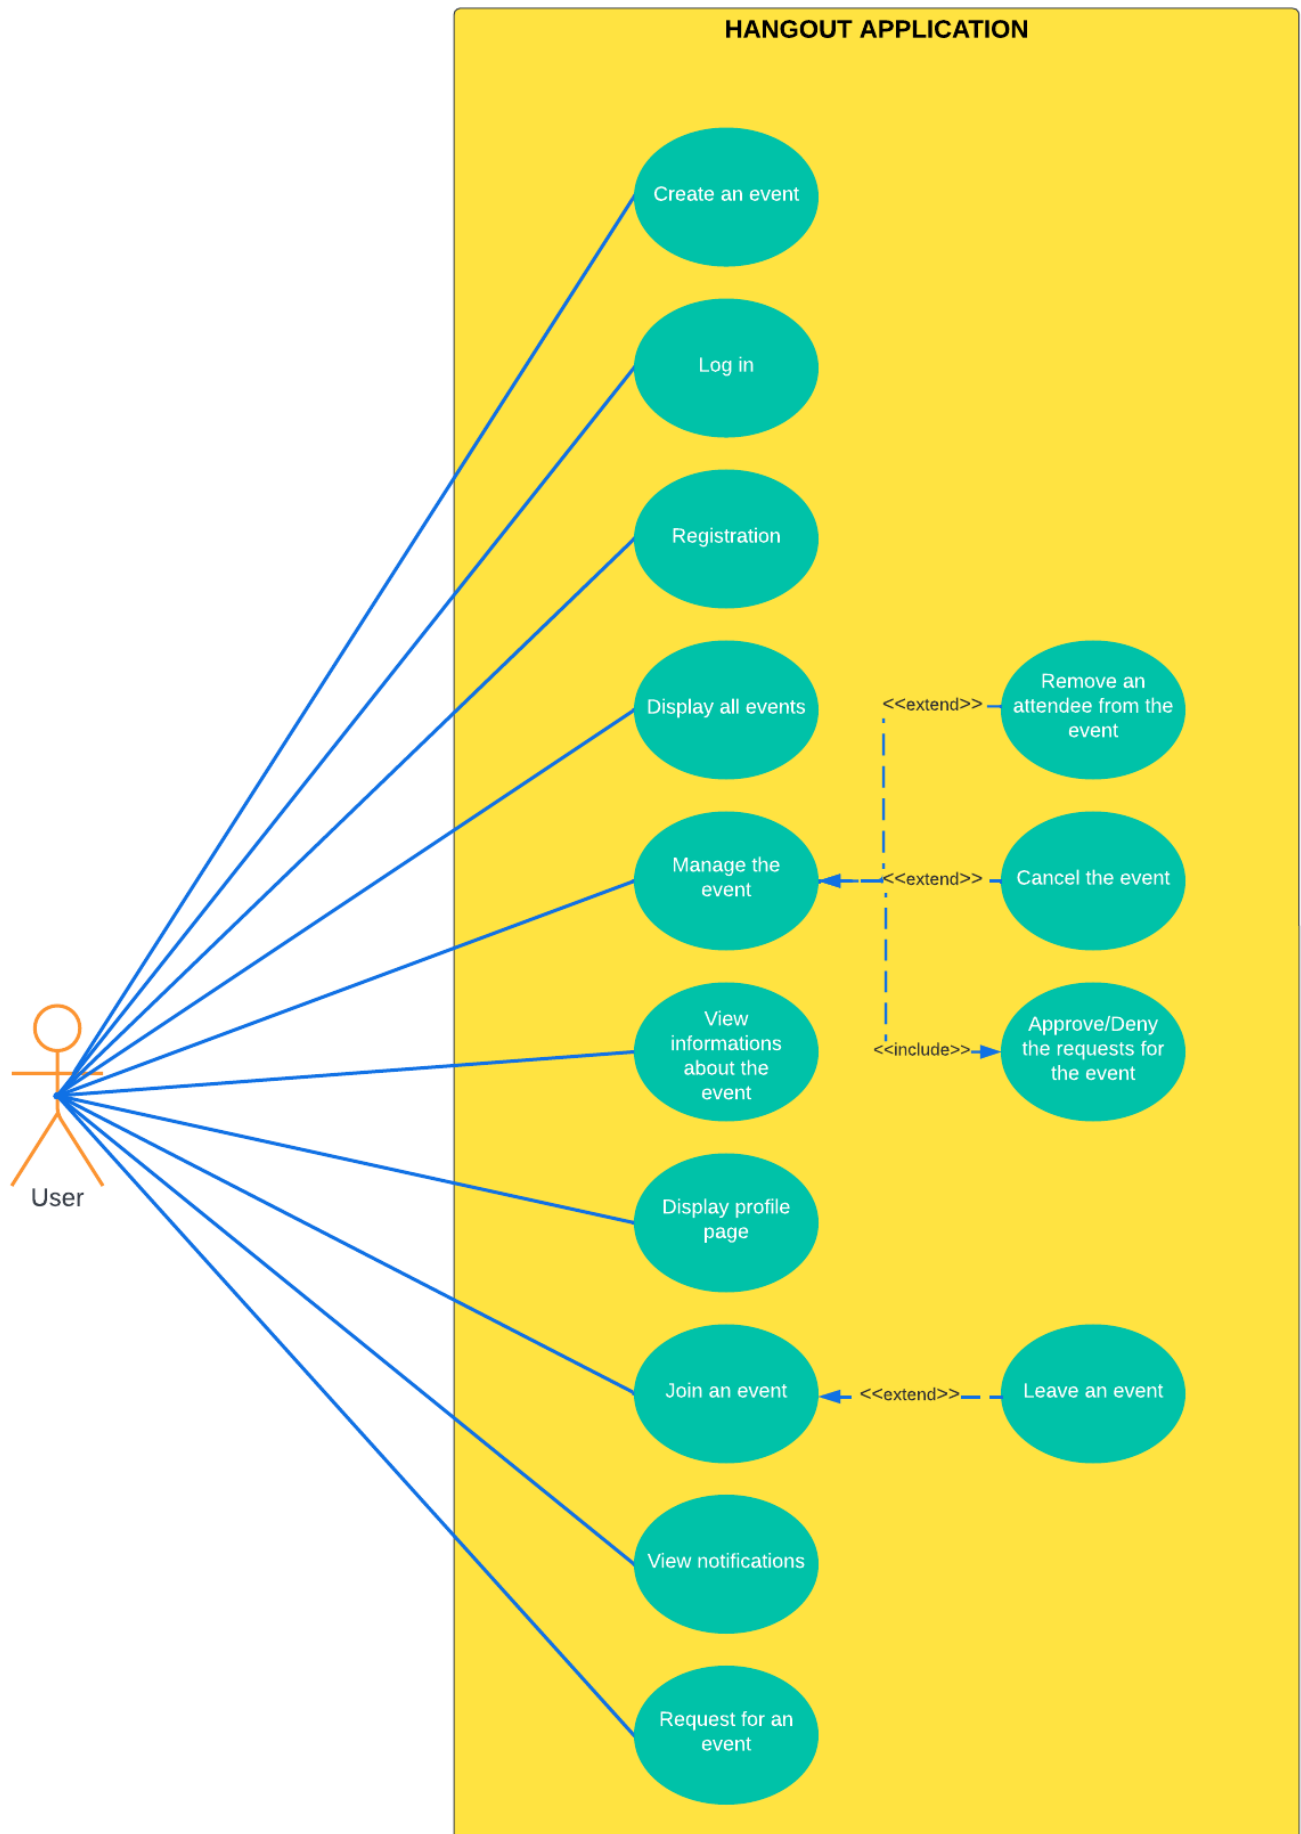 HANGOUT APPLICATION
Create an event
Log in
Registration
Display all events
<<extend>>
Remove an
attendee from the
event
Manage the
event
<<extend>>
Cancel the event
View
informations
about the
event
<<include>>
Approve/Deny
the requests for
the event
User
Display profile
page
Join an event
<<extend>>
Leave an event
View notifications
Request for an
event